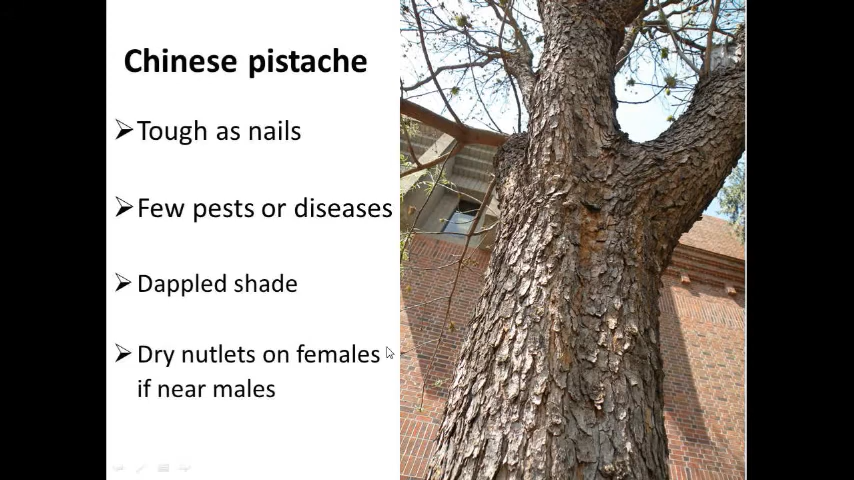 Chinese pistache
➢Tough as nails
➢Few pests or diseases
➢Dappled shade
➢Dry nutlets on females
if near males